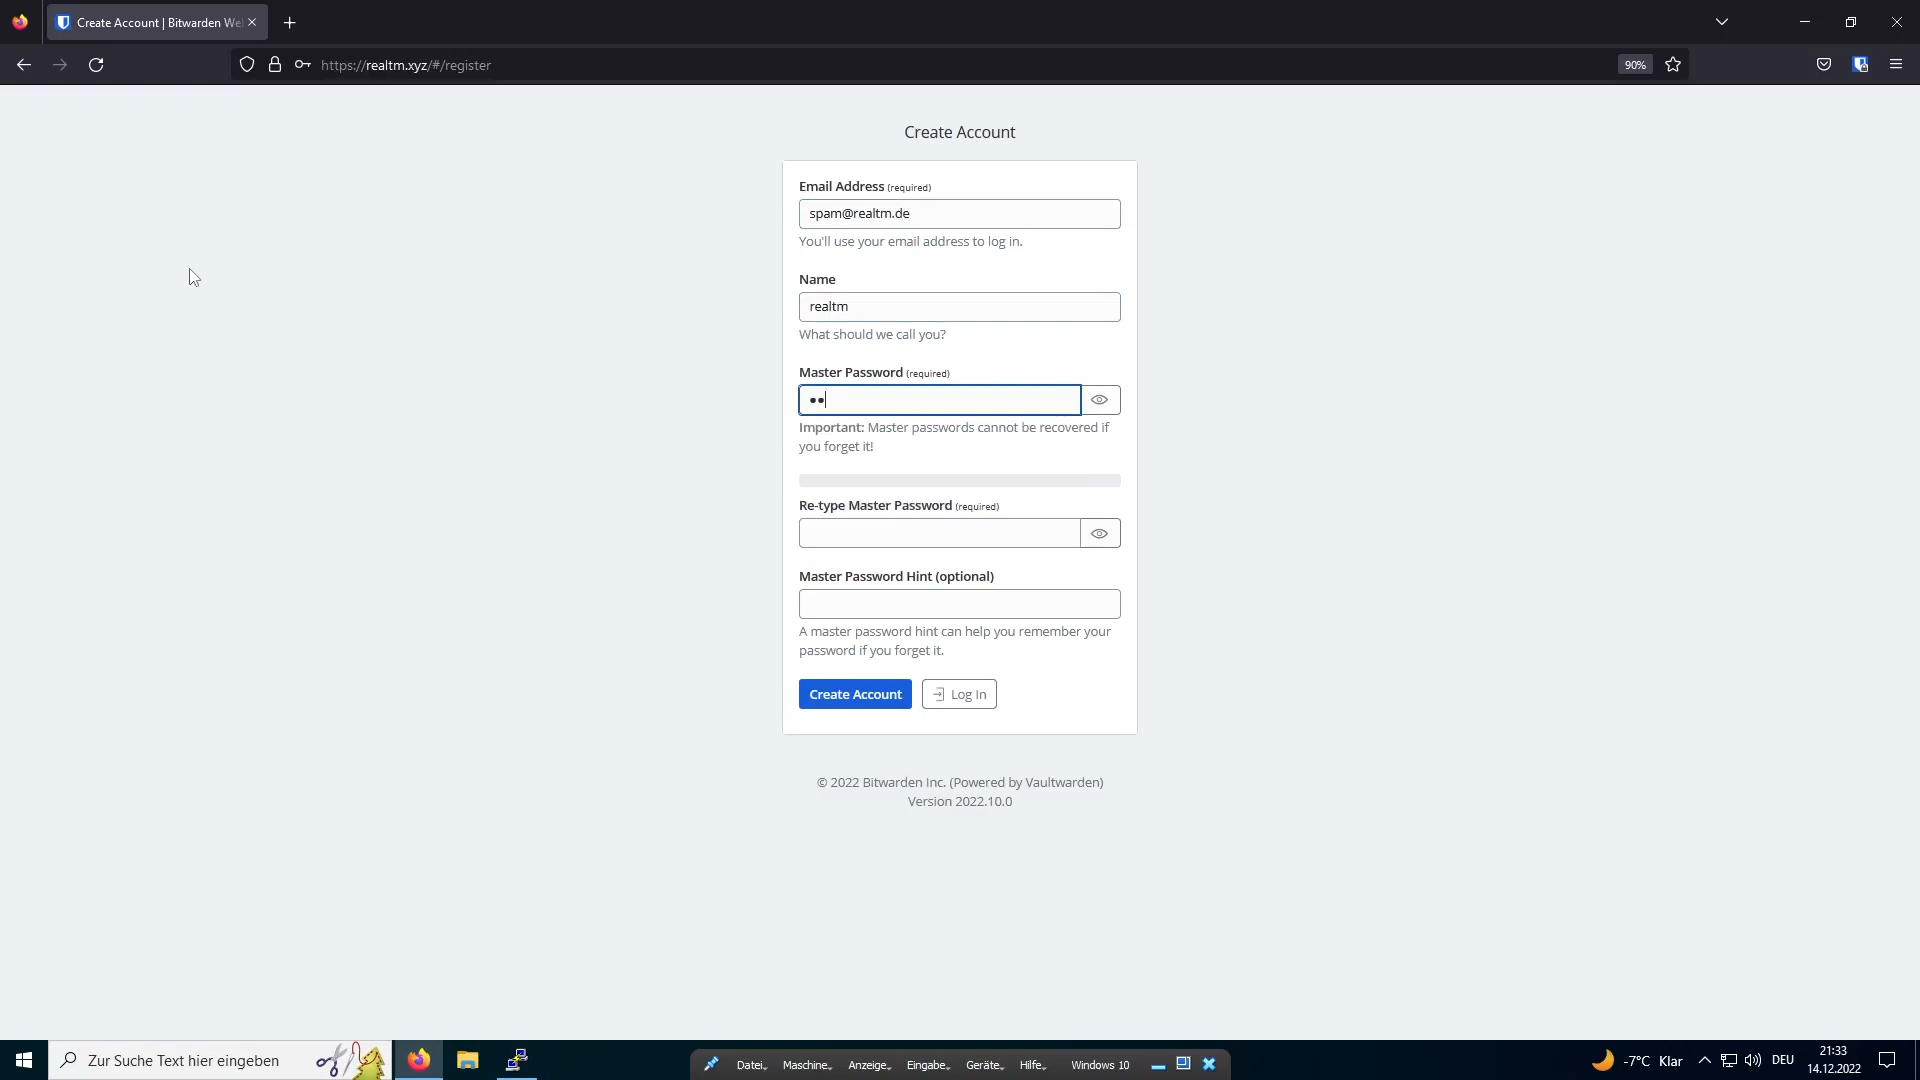 Create Account | Bitwarden We
https://realtm.xyz/#/register
90%
Create Account
Email Address (required)
spam@realtm.de
You'll use your email address to log in.
Name
realtm
What should we call you?
Master Password (required)
Important: Master passwords cannot be recovered if
you forget it!
Re-type Master Password (required)
Master Password Hint (optional)
A master password hint can help you remember your
password if you forget it.
Create Account
Log In
© 2022 Bitwarden Inc. (Powered by Vaultwarden)
Version 2022.10.0
Zur Suche Text hier eingeben
Datei
Maschine
Anzeige
Eingabe
Geräte
Hilfe
Windows 10
-7°C Klar
DEU
21:33
14.12.2022